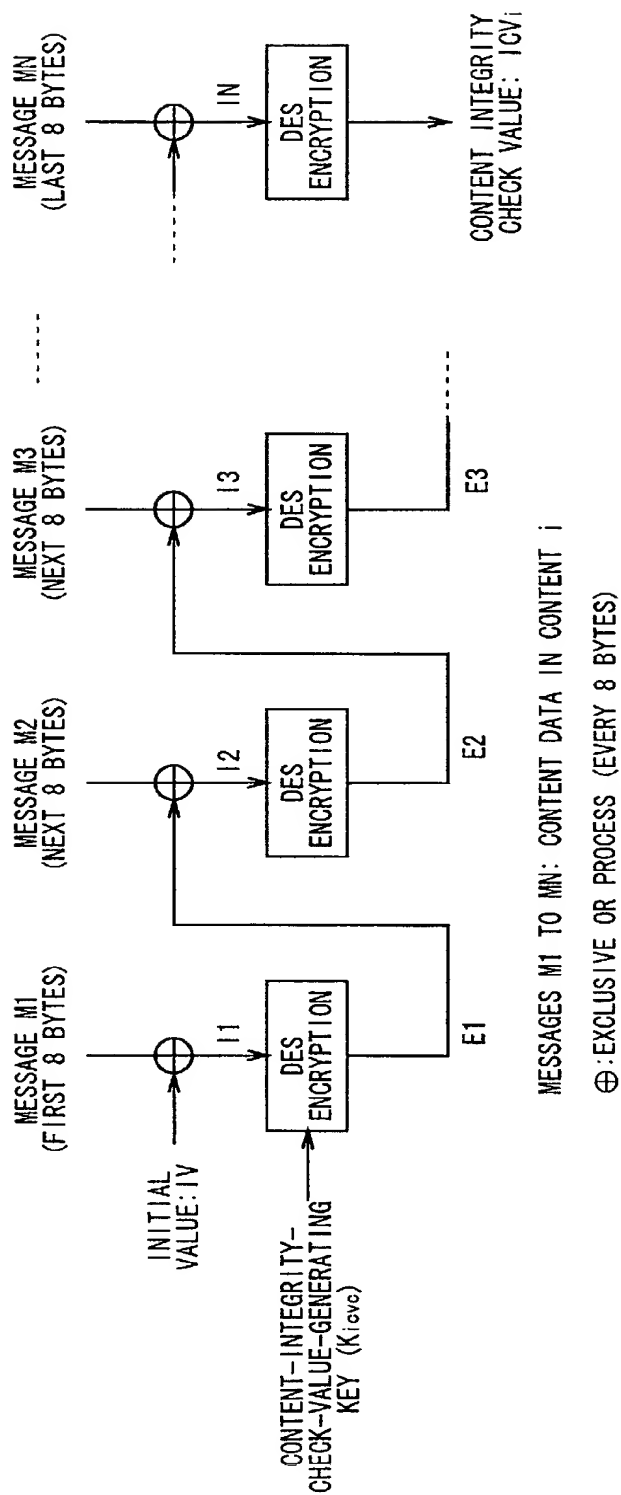 MESSAGE M1
(FIRST 8 BYTES)
MESSAGE M2
(NEXT 8 BYTES)
MESSAGE M3
(NEXT 8 BYTES)
MESSAGE MN
(LAST 8 BYTES)
INITIAL
VALUE:IV
I1
I2
I3
IN
CONTENT-INTEGRITY-
CHECK-VALUE-GENERATING
KEY (Kicvc)
DES
ENCRYPTION
DES
ENCRYPTION
DES
ENCRYPTION
DES
ENCRYPTION
E1
E2
E3
CONTENT INTEGRITY
CHECK VALUE: ICVi
MESSAGES M1 TO MN: CONTENT DATA IN CONTENT i
⊕:EXCLUSIVE OR PROCESS (EVERY 8 BYTES)